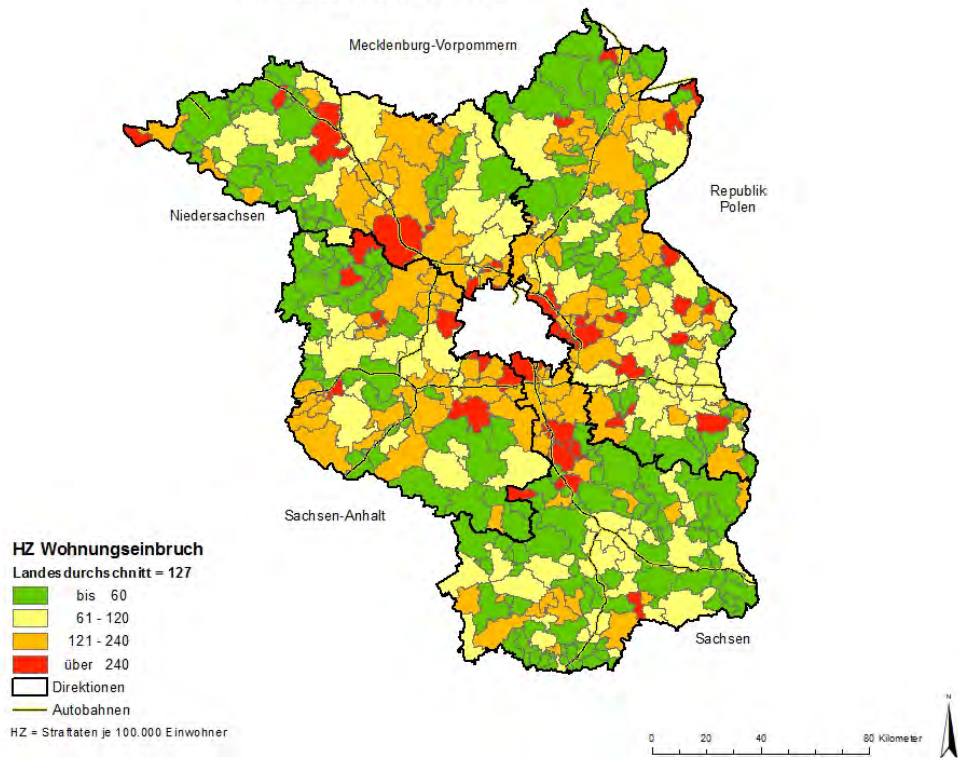 Mecklenburg-Vorpommern
Republik
Polen
Niedersachsen
Sachsen-Anhalt
Sachsen
HZ Wohnungseinbruch
Landesdurchschnitt = 127
bis 60
61 - 120
121 - 240
über 240
Direktionen
Autobahnen
HZ = Straftaten je 100.000 Einwohner
0 20 40 80 Kilometer
N